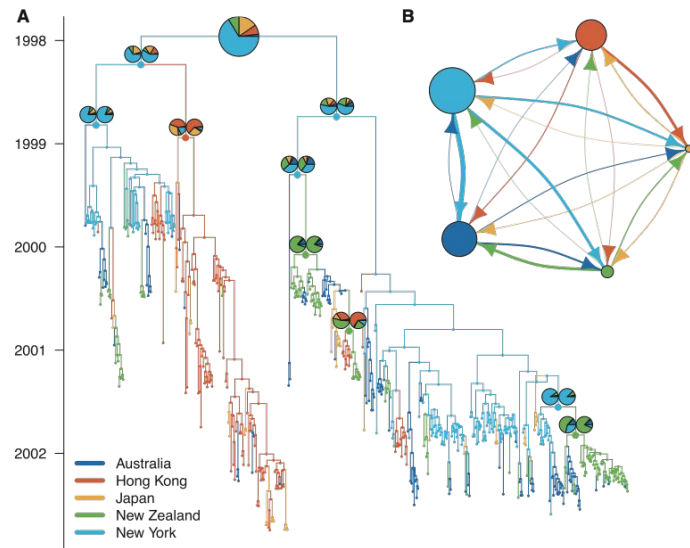 A
B
1998
1999
2000
2001
2002
Australia
Hong Kong
Japan
New Zealand
New York